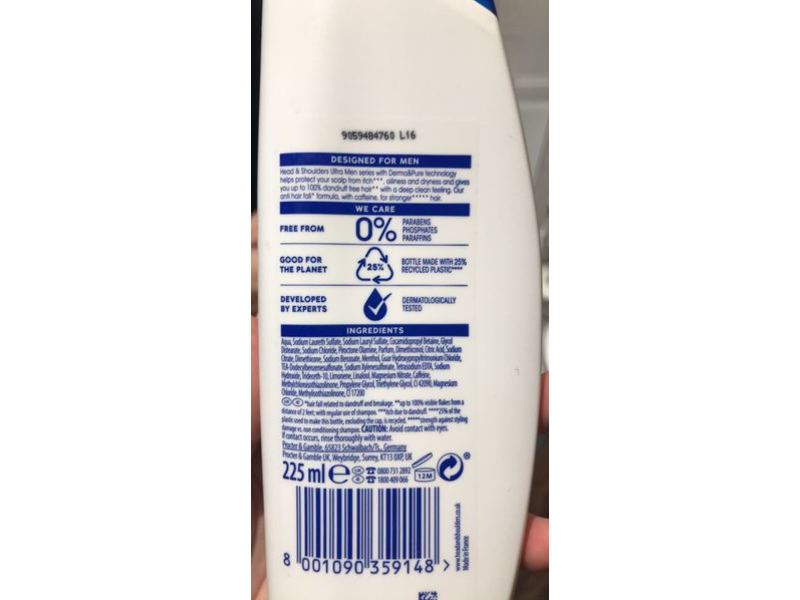 9059484760 L16
DESIGNED FOR MEN
Head & Shoulders Ultra Men series with Derma&Pure technology
helps protect your scalp from itch***, oiliness and dryness and gives
you up to 100% dandruff free hair** with a deep clean feeling. Our
anti hair fall* formula, with caffeine, for stronger***** hair.
WE CARE
FREE FROM 0% PARABENS
PHOSPHATES
PARAFFINS
GOOD FOR
THE PLANET
25%
BOTTLE MADE WITH 25%
RECYCLED PLASTIC****
DEVELOPED
BY EXPERTS
DERMATOLOGICALLY
TESTED
INGREDIENTS
Aqua, Sodium Laureth Sulfate, Sodium Lauryl Sulfate, Cocamidopropyl Betaine, Glycol
Distearate, Sodium Chloride, Piroctone Olamine, Parfum, Dimethiconol, Citric Acid, Sodium
Citrate, Dimethicone, Sodium Benzoate, Menthol, Guar Hydroxypropyltrimonium Chloride,
TEA-Dodecylbenzenesulfonate, Sodium Xylenesulfonate, Tetrasodium EDTA, Sodium
Hydroxide, Trideceth-10, Limonene, Linalool, Magnesium Nitrate, Caffeine,
Methylchloroisothiazolinone, Propylene Glycol, Triethylene Glycol, CI 42090, Magnesium
Chloride, Methylisothiazolinone, CI 17200
*hair fall related to dandruff and breakage. **up to 100% visible flakes from a
distance of 2 feet; with regular use of shampoo. ***itch due to dandruff. ****25% of the
plastic used to make this bottle, excluding the cap, is recycled. *****strength against styling
damage vs. non conditioning shampoo. CAUTION: Avoid contact with eyes.
If contact occurs, rinse thoroughly with water.
Procter & Gamble, 65823 Schwalbach/Ts., Germany
Procter & Gamble UK, Weybridge, Surrey, KT13 0XP, UK
225 ml e 0800 731 2892
1800 409 066
12M
®
8 001090 359148 >
www.headandshoulders.co.uk
Made in France